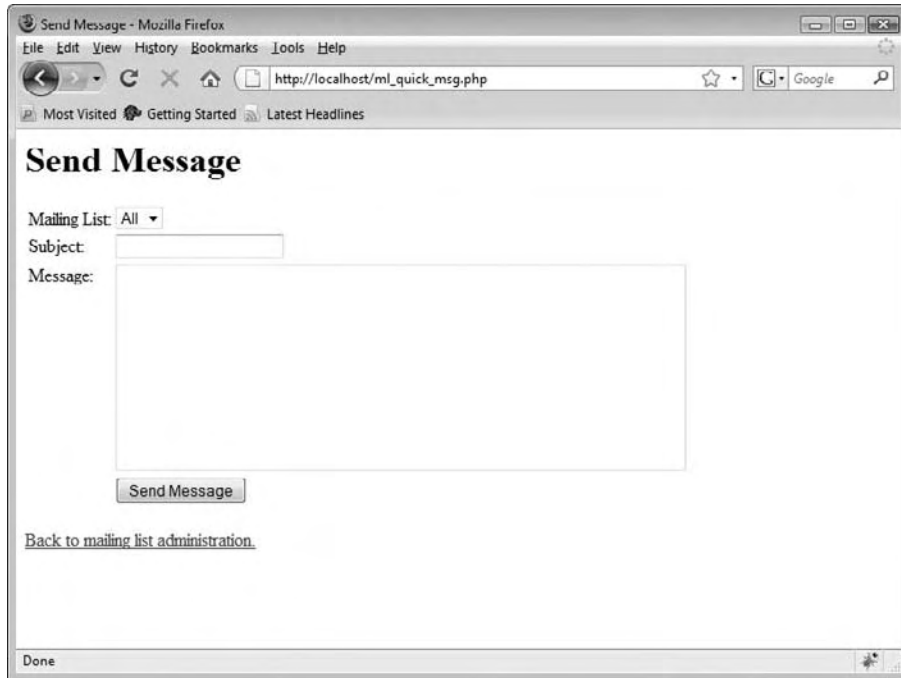 Send Message - Mozilla Firefox
File Edit View History Bookmarks Tools Help
http://localhost/ml_quick_msg.php
G Google
Most Visited Getting Started Latest Headlines
Send Message
Mailing List: All
Subject:
Message:
Send Message
Back to mailing list administration.
Done